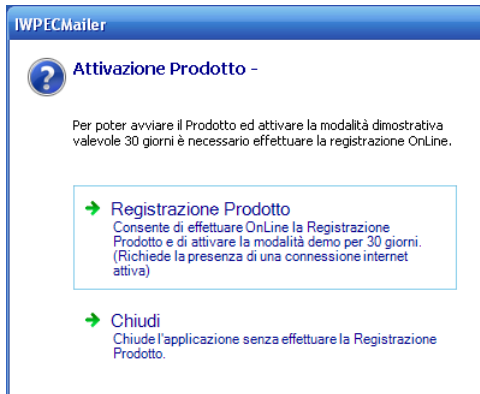 IWPECMailer
Attivazione Prodotto -
Per poter avviare il Prodotto ed attivare la modalità dimostrativa
valevole 30 giorni è necessario effettuare la registrazione OnLine.
Registrazione Prodotto
Consente di effettuare OnLine la Registrazione
Prodotto e di attivare la modalità demo per 30 giorni.
(Richiede la presenza di una connessione internet
attiva)
Chiudi
Chiude l'applicazione senza effettuare la Registrazione
Prodotto.